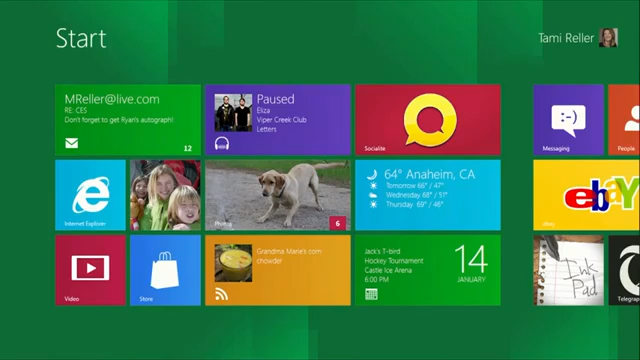 Start
Tami Reller
MReller@live.com
RE: CES
Don't forget to get Ryan's autograph!
12
Paused
Eliza
Viper Creek Club
Letters
Socialite
Messaging
People
Internet Explorer
Photos
6
64° Anaheim, CA
Tomorrow 66° / 47°
Wednesday 68° / 51°
Thursday 69° / 46°
ebay
eBay
Video
Store
Grandma Marie's corn
chowder
Jack's T-bird
Hockey Tournament
Castle Ice Arena
6:00 PM
14
JANUARY
Ink
Pad
Telegrap